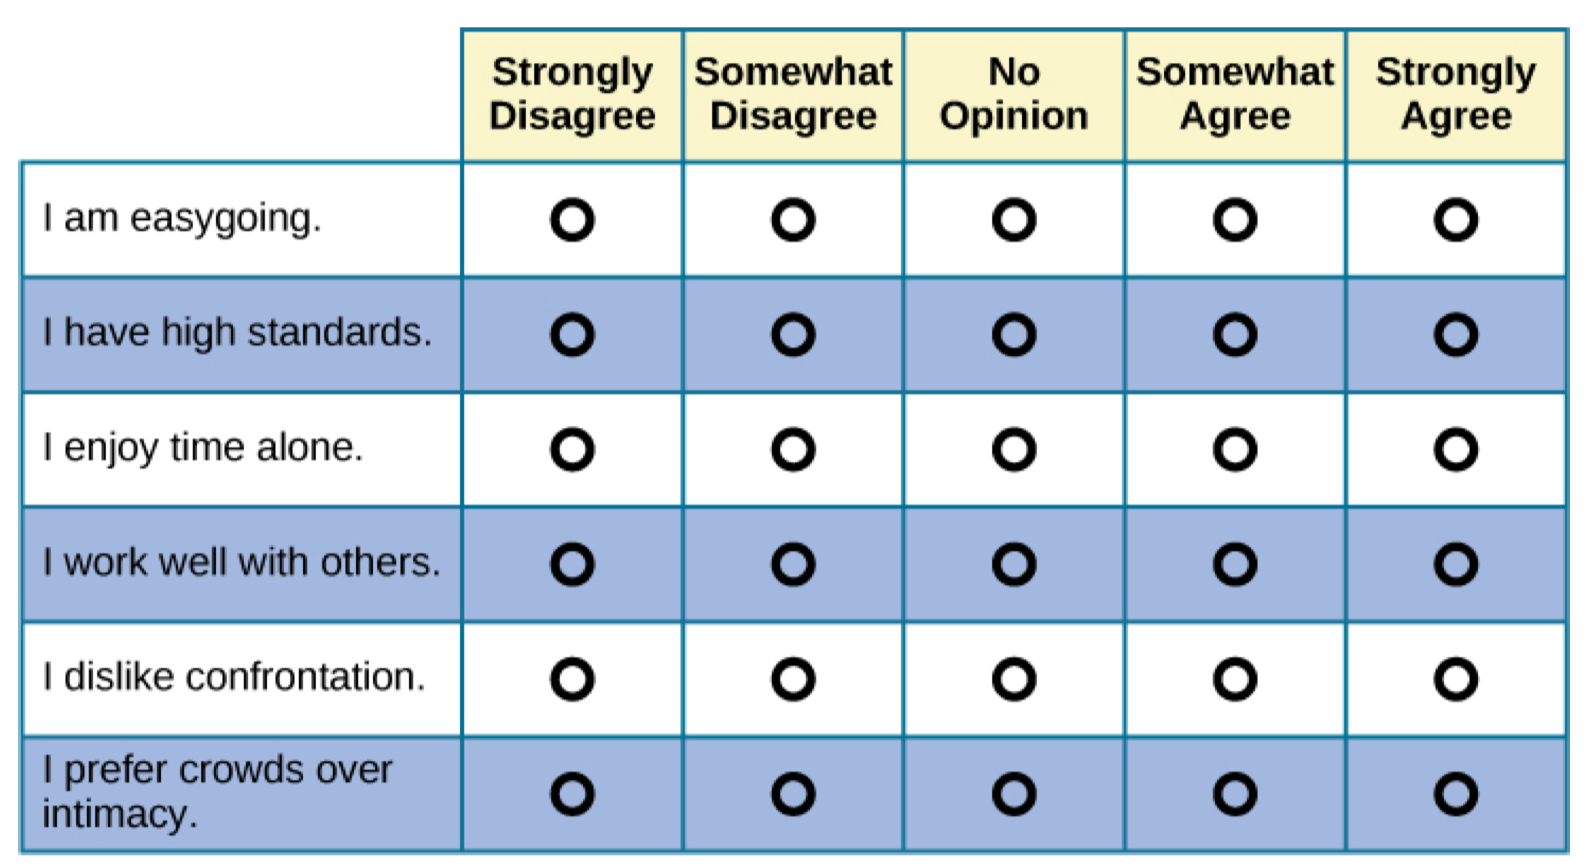 Strongly Disagree
Somewhat Disagree
No Opinion
Somewhat Agree
Strongly Agree
I am easygoing.
I have high standards.
I enjoy time alone.
I work well with others.
I dislike confrontation.
I prefer crowds over
intimacy.